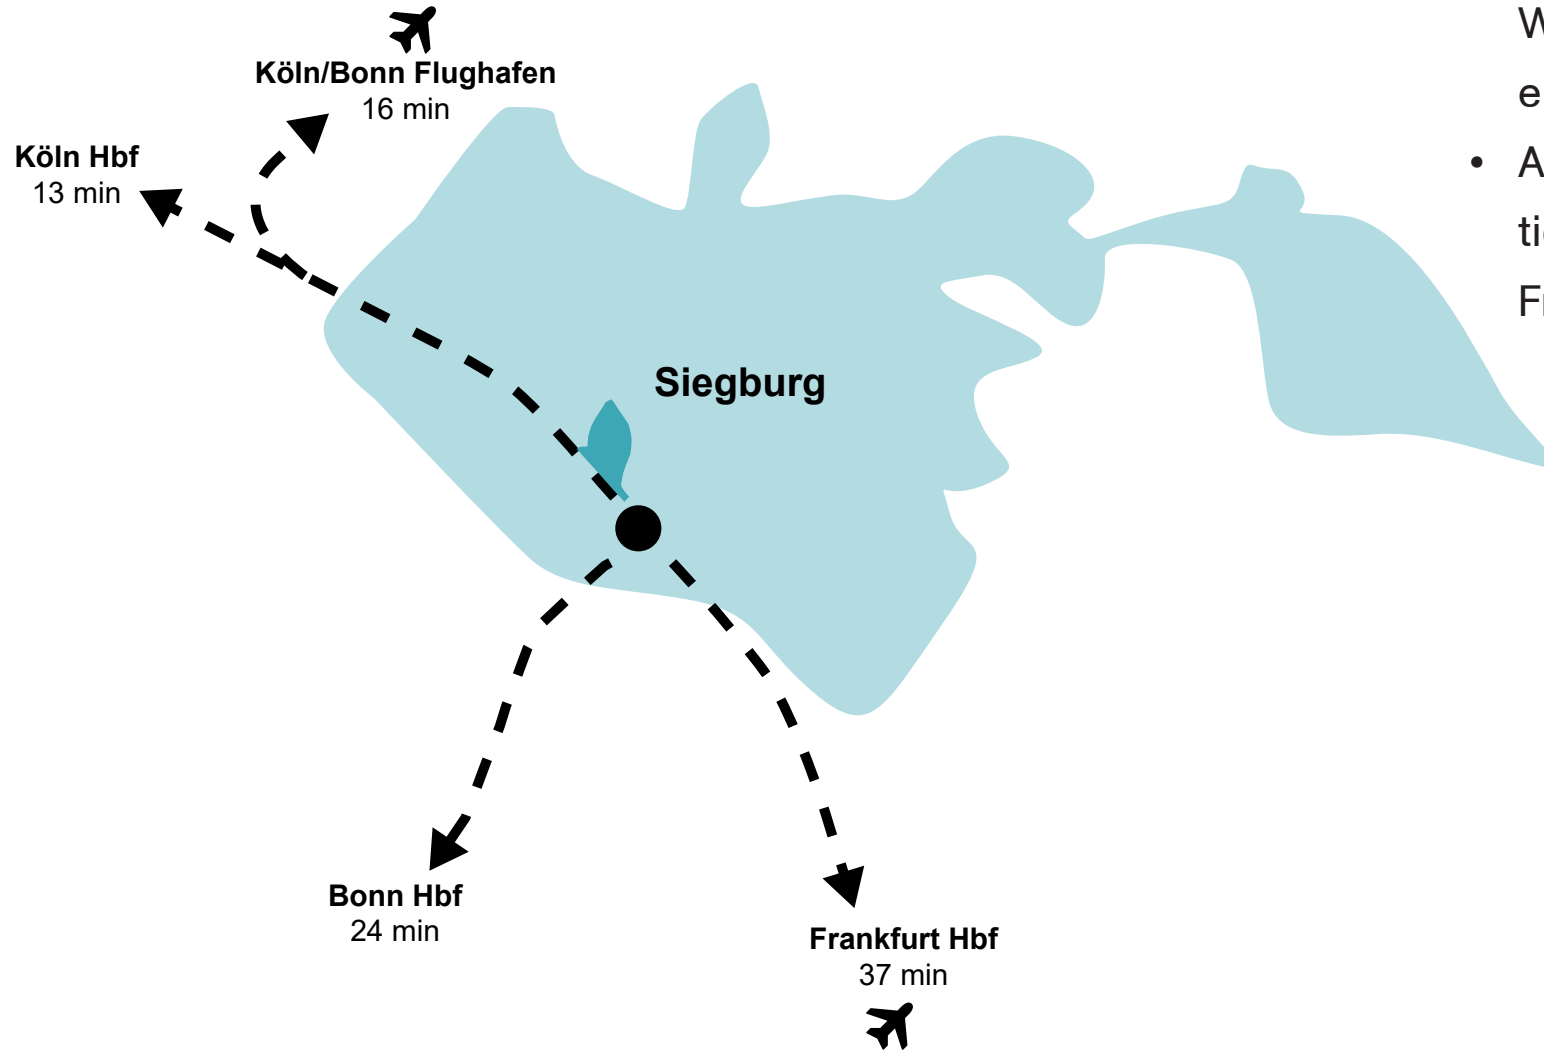 Köln/Bonn Flughafen
16 min
Köln Hbf
13 min
Siegburg
Bonn Hbf
24 min
Frankfurt Hbf
37 min